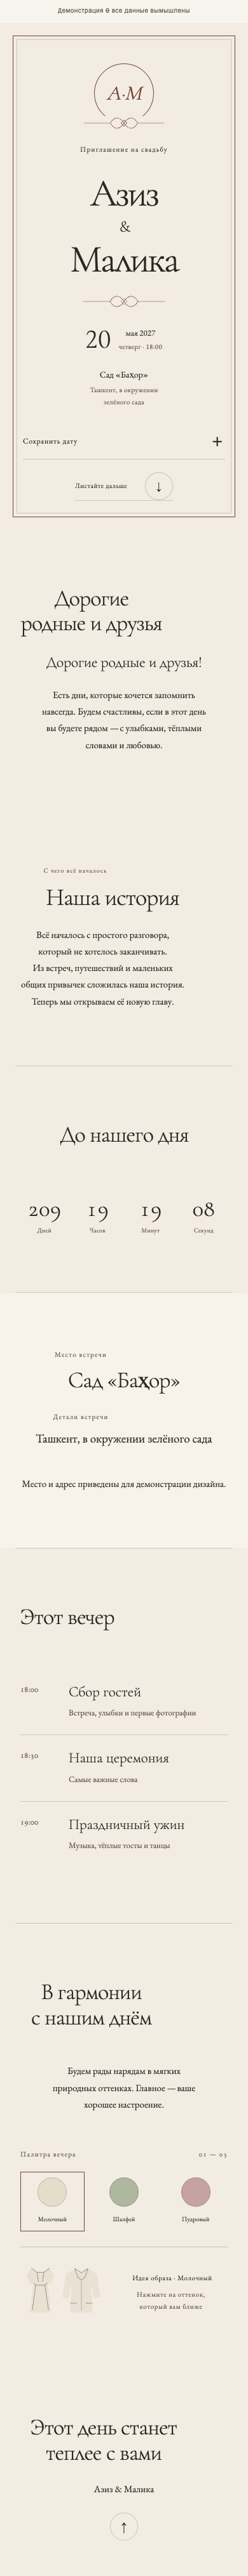 Демонстрация · все данные вымышлены
А·М
Приглашение на свадьбу
Азиз
&
Малика
20
мая 2027
четверг · 18:00
Сад «Баҳор»
Ташкент, в окружении
зелёного сада
Сохранить дату
+
Листайте дальше
↓
Дорогие
родные и друзья
Дорогие родные и друзья!
Есть дни, которые хочется запомнить
навсегда. Будем счастливы, если в этот день
вы будете рядом — с улыбками, тёплыми
словами и любовью.
С чего всё началось
Наша история
Всё началось с простого разговора,
который не хотелось заканчивать.
Из встреч, путешествий и маленьких
общих привычек сложилась наша история.
Теперь мы открываем её новую главу.
До нашего дня
209 19 19 08
Дней Часов Минут Секунд
Место встречи
Сад «Баҳор»
Детали встречи
Ташкент, в окружении зелёного сада
Место и адрес приведены для демонстрации дизайна.
Этот вечер
18:00 Сбор гостей
Встреча, улыбки и первые фотографии
18:30 Наша церемония
Самые важные слова
19:00 Праздничный ужин
Музыка, тёплые тосты и танцы
В гармонии
с нашим днём
Будем рады нарядам в мягких
природных оттенках. Главное — ваше
хорошее настроение.
Палитра вечера 01 — 03
Молочный Шалфей Пудровый
Идея образа · Молочный
Нажмите на оттенок,
который вам ближе
Этот день станет
теплее с вами
Азиз & Малика
↑